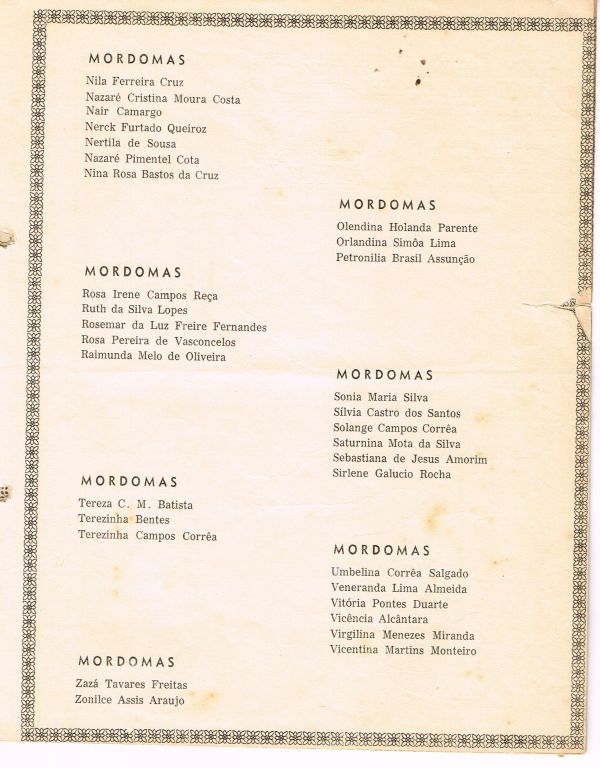 MORDOMAS
Nila Ferreira Cruz
Nazaré Cristina Moura Costa
Nair Camargo
Nerck Furtado Queiroz
Nertila de Sousa
Nazaré Pimentel Cota
Nina Rosa Bastos da Cruz
MORDOMAS
Olendina Holanda Parente
Orlandina Simôa Lima
Petronilia Brasil Assunção
MORDOMAS
Rosa Irene Campos Reça
Ruth da Silva Lopes
Rosemar da Luz Freire Fernandes
Rosa Pereira de Vasconcelos
Raimunda Melo de Oliveira
MORDOMAS
Sonia Maria Silva
Sílvia Castro dos Santos
Solange Campos Corrêa
Saturnina Mota da Silva
Sebastiana de Jesus Amorim
Sirlene Galucio Rocha
MORDOMAS
Tereza C. M. Batista
Terezinha Bentes
Terezinha Campos Corrêa
MORDOMAS
Umbelina Corrêa Salgado
Veneranda Lima Almeida
Vitória Pontes Duarte
Vicência Alcântara
Virgilina Menezes Miranda
Vicentina Martins Monteiro
MORDOMAS
Zazá Tavares Freitas
Zonilce Assis Araujo